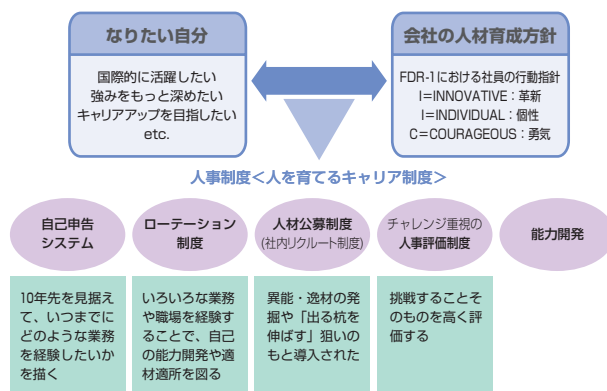 なりたい自分
国際的に活躍したい
強みをもっと深めたい
キャリアアップを目指したい
etc.
会社の人材育成方針
FDR-1における社員の行動指針
I=INNOVATIVE:革新
I=INDIVIDUAL:個性
C=COURAGEOUS:勇気
人事制度<人を育てるキャリア制度>
自己申告
システム
ローテーション
制度
人材公募制度
(社内リクルート制度)
チャレンジ重視の
人事評価制度
能力開発
10年先を見据え
て、いつまでに
どのような業務
を経験したいか
を描く
いろいろな業務
や職場を経験す
ることで、自己
の能力開発や適
材適所を図る
異能・逸材の発
掘や「出る杭を
伸ばす」狙いの
もと導入された
挑戦することそ
のものを高く評
価する